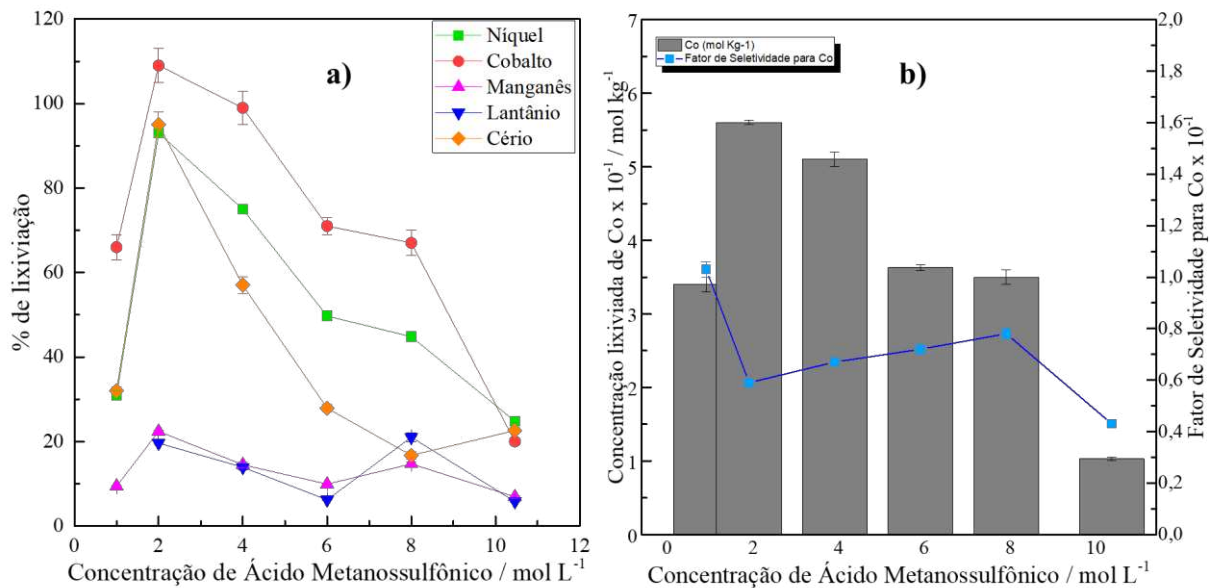 120
100
80
60
40
20
0
% de lixiviação
a)
Níquel
Cobalto
Manganês
Lantânio
Cério
0 2 4 6 8 10 12
Concentração de Ácido Metanossulfônico / mol L⁻¹
7
6
5
4
3
2
1
0
Concentração lixiviada de Co x 10⁻¹ / mol kg⁻¹
Co (mol Kg-1)
Fator de Seletividade para Co
b)
2,0
1,8
1,6
1,4
1,2
1,0
0,8
0,6
0,4
0,2
0,0
Fator de Seletividade para Co x 10⁻¹
0 2 4 6 8 10
Concentração de Ácido Metanossulfônico / mol L⁻¹